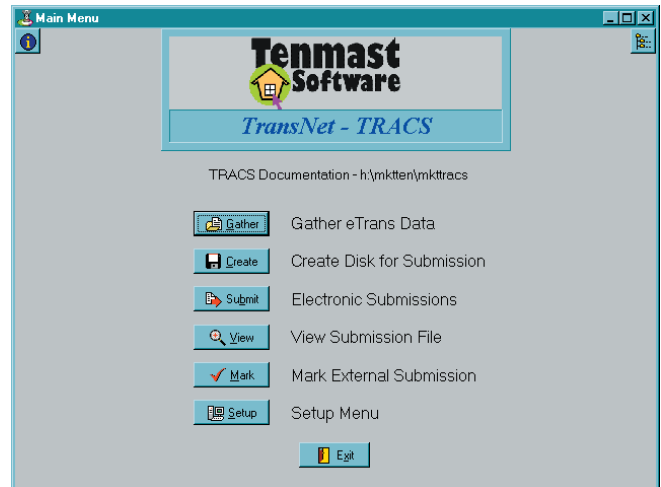 Main Menu
Tenmast
Software
TransNet - TRACS
TRACS Documentation - h:\mktten\mkttracs
Gather Gather eTrans Data
Create Create Disk for Submission
Submit Electronic Submissions
View View Submission File
Mark Mark External Submission
Setup Setup Menu
Exit